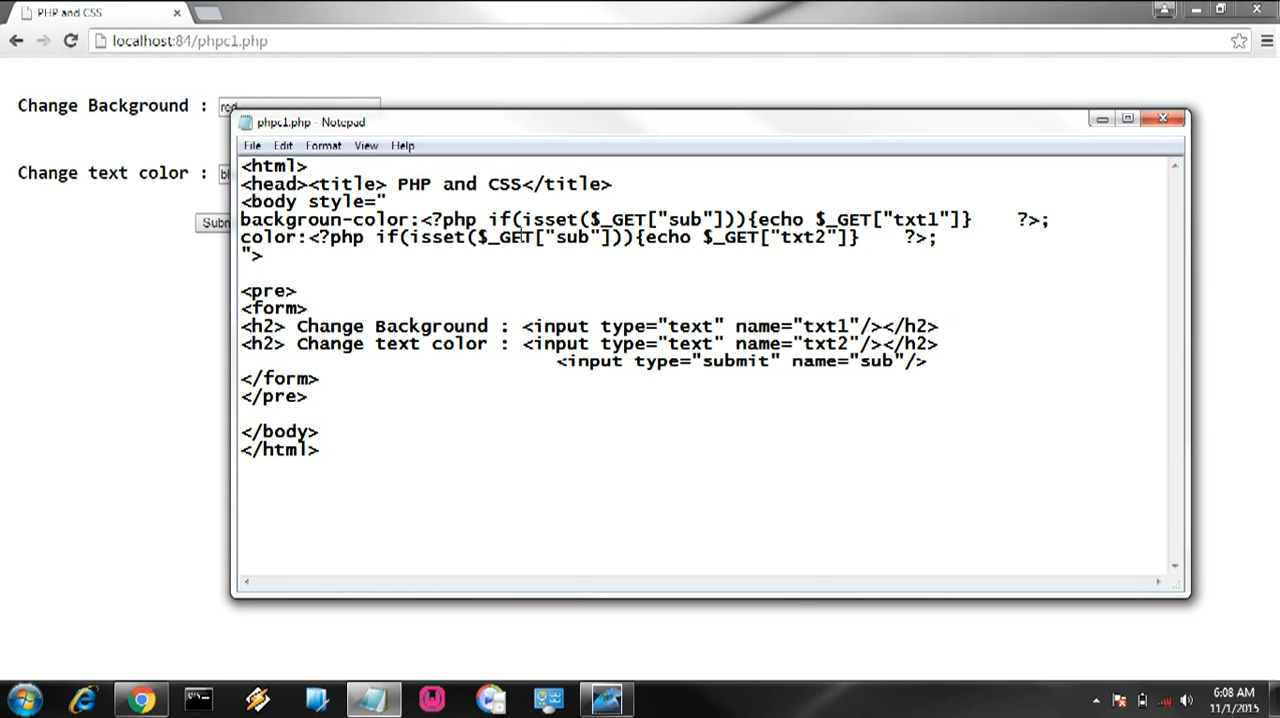 PHP and CSS
localhost:84/phpc1.php
Change Background : red
Change text color : bl
Subm
phpc1.php - Notepad
File Edit Format View Help
<html>
<head><title> PHP and CSS</title>
<body style="
backgroun-color:<?php if(isset($_GET["sub"])){echo $_GET["txt1"]} ?>;
color:<?php if(isset($_GET["sub"])){echo $_GET["txt2"]} ?>;
">
<pre>
<form>
<h2> Change Background : <input type="text" name="txt1"/></h2>
<h2> Change text color : <input type="text" name="txt2"/></h2>
<input type="submit" name="sub"/>
</form>
</pre>
</body>
</html>
6:08 AM
11/1/2015